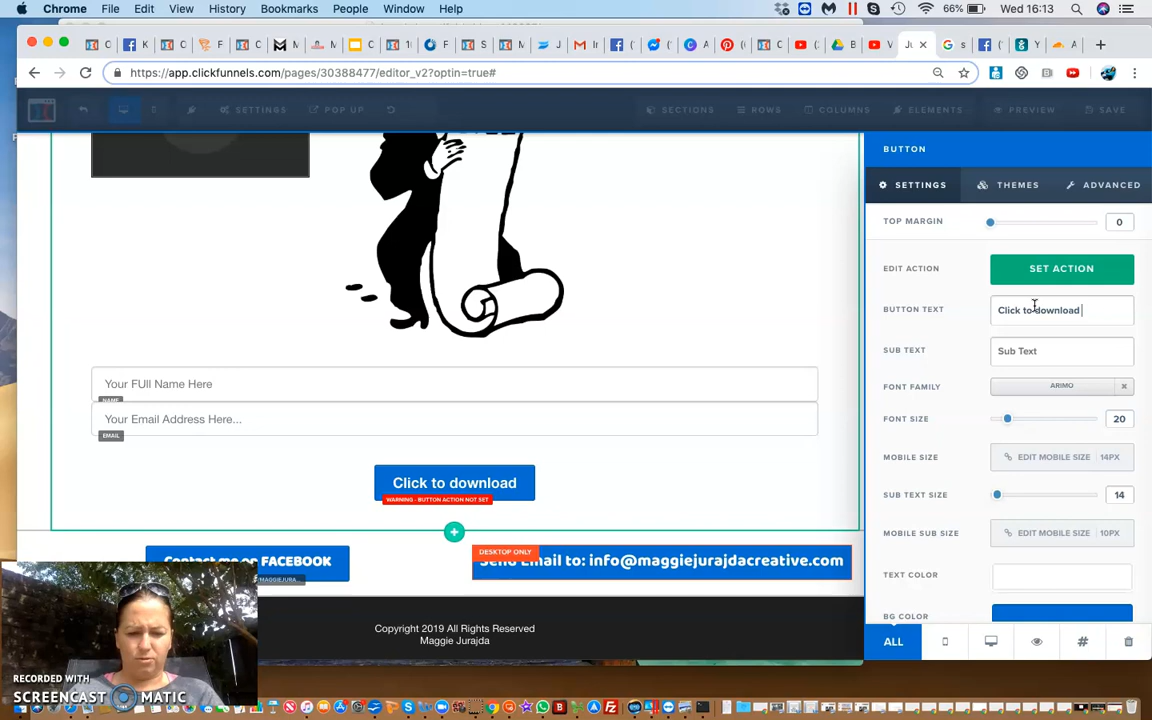 Chrome File Edit View History Bookmarks People Window Help 66% Wed 16:13
https://app.clickfunnels.com/pages/30388477/editor_v2?optin=true#
SETTINGS POP UP SECTIONS ROWS COLUMNS ELEMENTS PREVIEW SAVE
BUTTON
SETTINGS THEMES ADVANCED
TOP MARGIN 0
EDIT ACTION SET ACTION
BUTTON TEXT Click to download
SUB TEXT Sub Text
FONT FAMILY ARIMO ×
FONT SIZE 20
MOBILE SIZE EDIT MOBILE SIZE 14PX
SUB TEXT SIZE 14
MOBILE SUB SIZE EDIT MOBILE SIZE 10PX
TEXT COLOR
BG COLOR
ALL
Your FUll Name Here
NAME
Your Email Address Here...
EMAIL
Click to download
WARNING - BUTTON ACTION NOT SET
DESKTOP ONLY
Contact me on FACEBOOK
Send Email to: info@maggiejurajdacreative.com
Copyright 2019 All Rights Reserved
Maggie Jurajda
RECORDED WITH
SCREENCAST MATIC